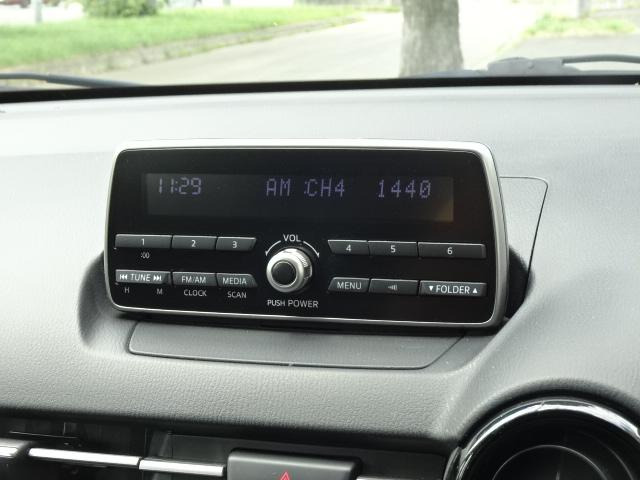 11:29 AM CH4 1440
VOL
1 2 3 4 5 6
:00
⏮ TUNE ⏭ FM/AM MEDIA MENU ▼ FOLDER ▲
H M CLOCK SCAN
PUSH POWER